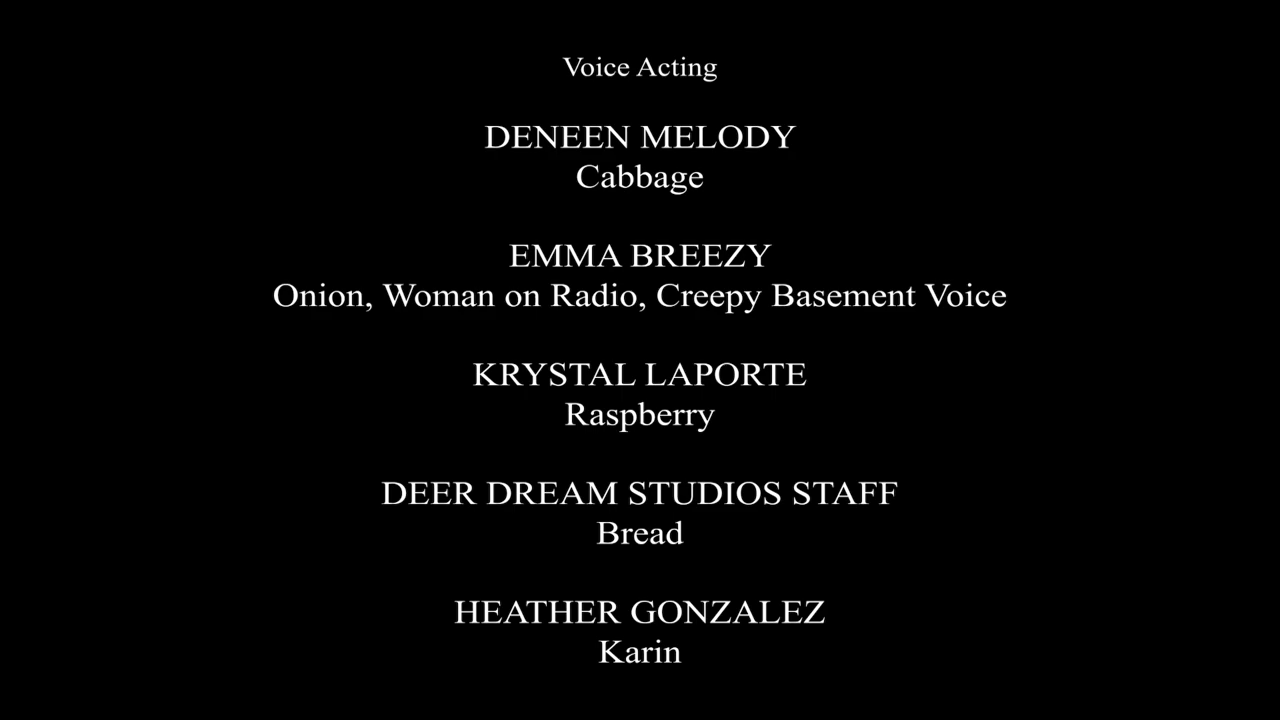 Voice Acting
DENEEN MELODY
Cabbage
EMMA BREEZY
Onion, Woman on Radio, Creepy Basement Voice
KRYSTAL LAPORTE
Raspberry
DEER DREAM STUDIOS STAFF
Bread
HEATHER GONZALEZ
Karin